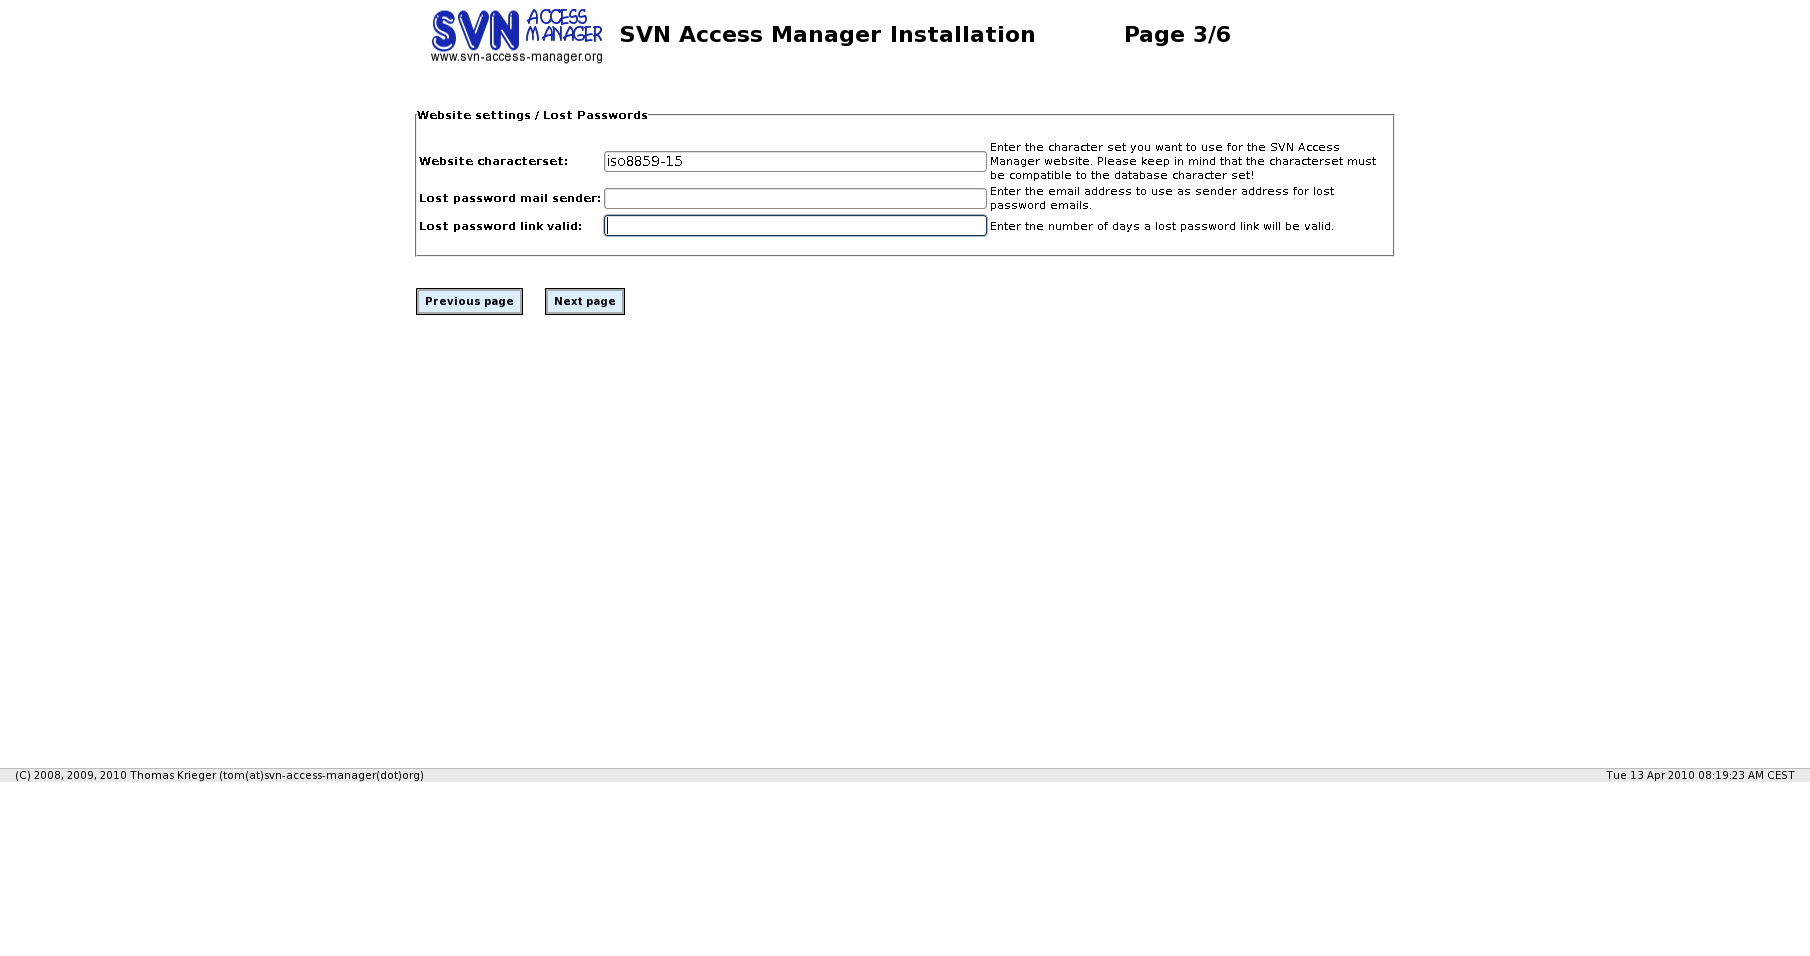 SVN ACCESS MANAGER
www.svn-access-manager.org
SVN Access Manager Installation Page 3/6
Website settings / Lost Passwords
Website characterset: iso8859-15
Enter the character set you want to use for the SVN Access
Manager website. Please keep in mind that the characterset must
be compatible to the database character set!
Lost password mail sender:
Enter the email address to use as sender address for lost
password emails.
Lost password link valid:
Enter the number of days a lost password link will be valid.
Previous page Next page
(C) 2008, 2009, 2010 Thomas Krieger (tom(at)svn-access-manager(dot)org) Tue 13 Apr 2010 08:19:23 AM CEST